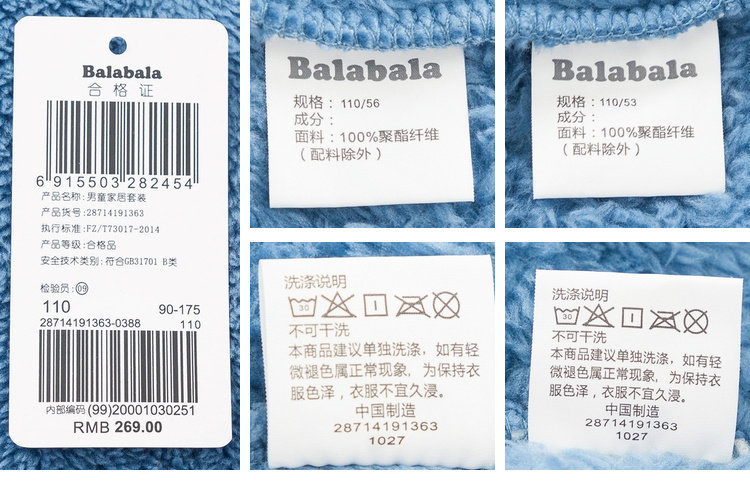 Balabala
合格证
6 915503 282454
产品名称: 男童家居套装
产品货号: 28714191363
执行标准: FZ/T73017-2014
产品等级: 合格品
安全技术类别: 符合GB31701 B类
检验员: 09
110 90-175
28714191363-0388 110
内部编码 (99)20001030251
RMB 269.00
Balabala
规格: 110/56
成分:
面料: 100%聚酯纤维
(配料除外)
Balabala
规格: 110/53
成分:
面料: 100%聚酯纤维
(配料除外)
洗涤说明
30
不可干洗
本商品建议单独洗涤, 如有轻
微褪色属正常现象, 为保持衣
服色泽, 衣服不宜久浸。
中国制造
28714191363
1027
洗涤说明
30
不可干洗
本商品建议单独洗涤, 如有轻
微褪色属正常现象, 为保持衣
服色泽, 衣服不宜久浸。
中国制造
28714191363
1027